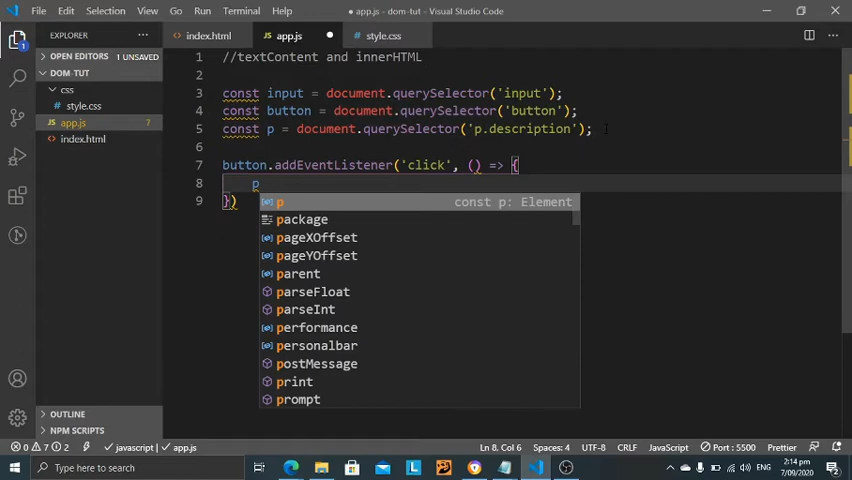 File Edit Selection View Go Run Terminal Help
● app.js - dom-tut - Visual Studio Code
EXPLORER
index.html
app.js
style.css
OPEN EDITORS 1 UNSAVED
DOM-TUT
css
style.css
app.js 7
index.html
OUTLINE
NPM SCRIPTS
1
1 //textContent and innerHTML
2
3 const input = document.querySelector('input');
4 const button = document.querySelector('button');
5 const p = document.querySelector('p.description');
6
7 button.addEventListener('click', () => {
8 p
9 })
p const p: Element
package
pageXOffset
pageYOffset
parent
parseFloat
parseInt
performance
personalbar
postMessage
print
prompt
0 7 2 javascript app.js Ln 8, Col 6 Spaces: 4 UTF-8 CRLF JavaScript Port : 5500 Prettier
Type here to search
ENG
2:14 pm
7/09/2020
2